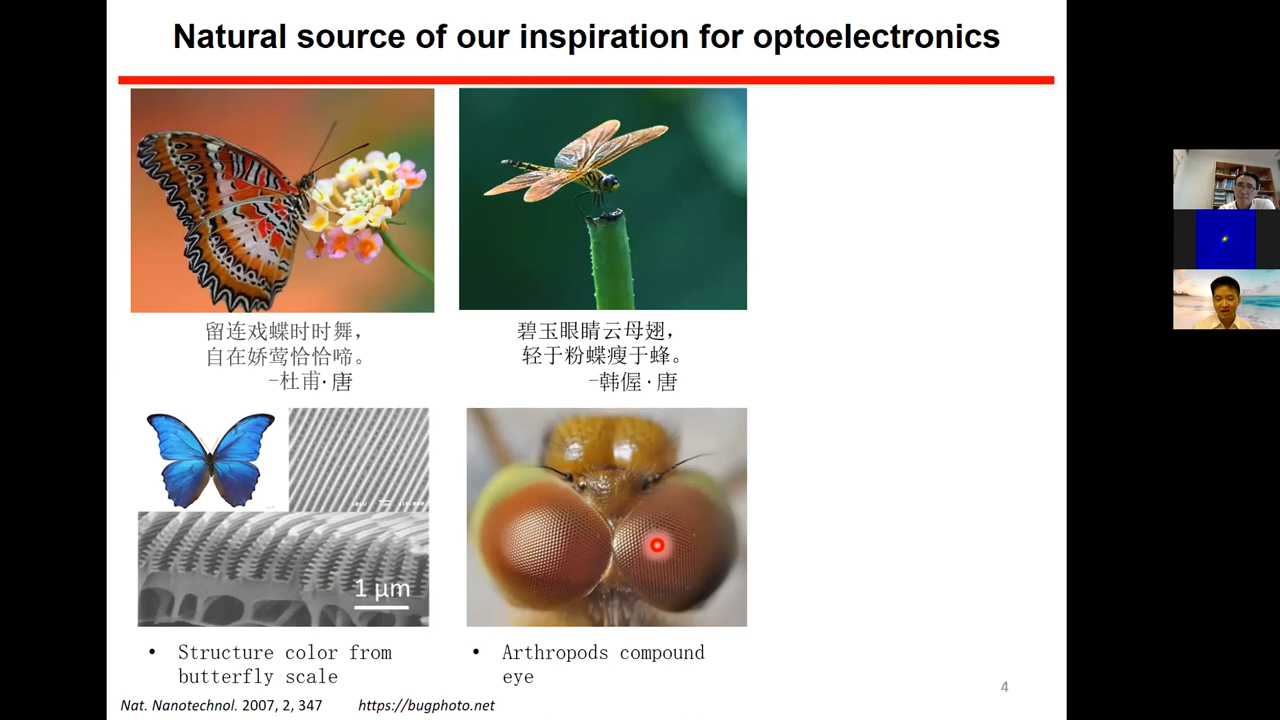 Natural source of our inspiration for optoelectronics
留连戏蝶时时舞，
自在娇莺恰恰啼。
-杜甫·唐
碧玉眼睛云母翅，
轻于粉蝶瘦于蜂。
-韩偓·唐
1 μm
• Structure color from
butterfly scale
• Arthropods compound
eye
Nat. Nanotechnol. 2007, 2, 347
https://bugphoto.net
4